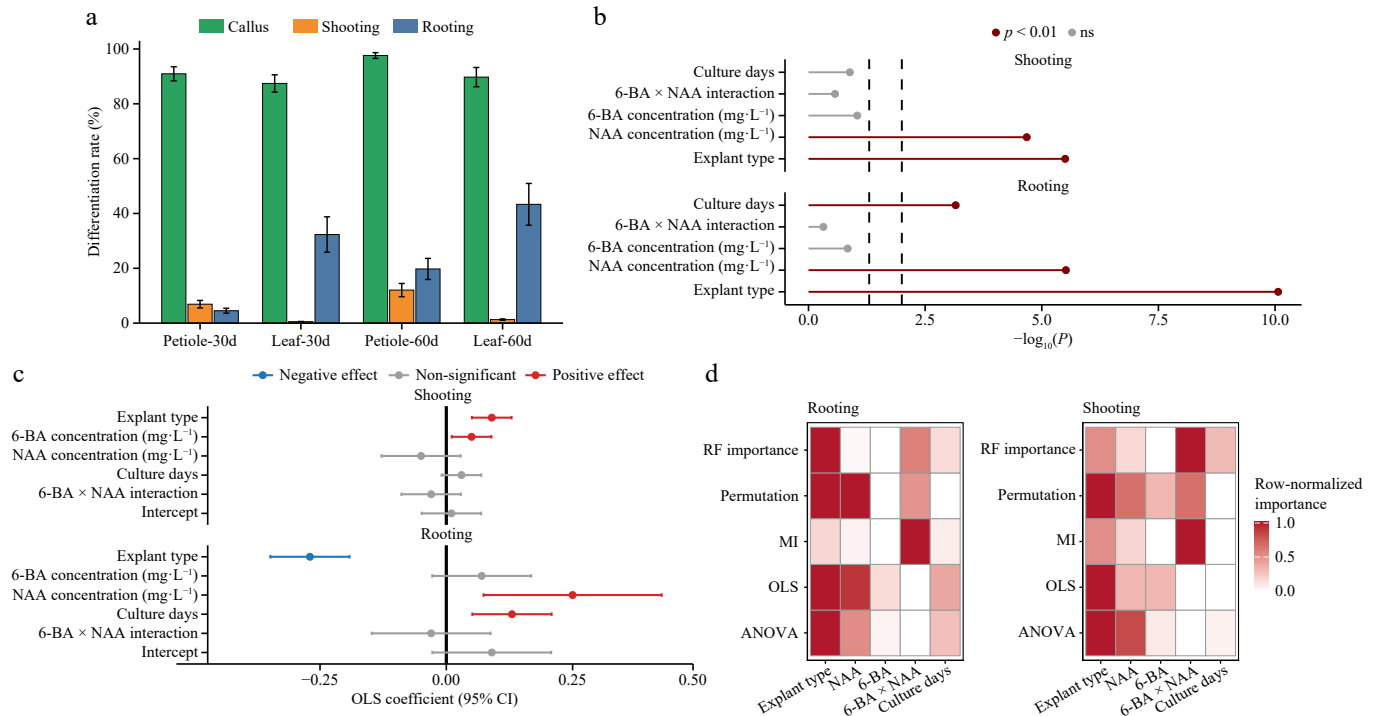 a
Callus Shooting Rooting
Differentiation rate (%)
100
80
60
40
20
0
Petiole-30d Leaf-30d Petiole-60d Leaf-60d
b
p < 0.01 ns
Shooting
Culture days
6-BA × NAA interaction
6-BA concentration (mg·L⁻¹)
NAA concentration (mg·L⁻¹)
Explant type
Rooting
Culture days
6-BA × NAA interaction
6-BA concentration (mg·L⁻¹)
NAA concentration (mg·L⁻¹)
Explant type
0.0 2.5 5.0 7.5 10.0
−log₁₀(P)
c
Negative effect Non-significant Positive effect
Shooting
Explant type
6-BA concentration (mg·L⁻¹)
NAA concentration (mg·L⁻¹)
Culture days
6-BA × NAA interaction
Intercept
Rooting
Explant type
6-BA concentration (mg·L⁻¹)
NAA concentration (mg·L⁻¹)
Culture days
6-BA × NAA interaction
Intercept
−0.25 0.00 0.25 0.50
OLS coefficient (95% CI)
d
Rooting
RF importance
Permutation
MI
OLS
ANOVA
Explant type NAA 6-BA 6-BA × NAA Culture days
Shooting
RF importance
Permutation
MI
OLS
ANOVA
Explant type NAA 6-BA 6-BA × NAA Culture days
Row-normalized
importance
1.0
0.5
0.0